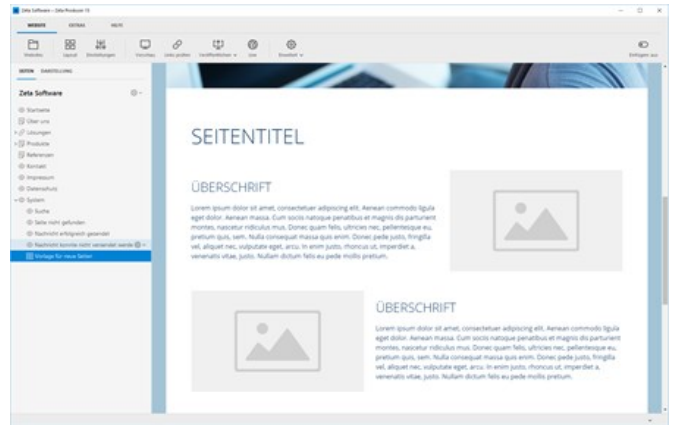 Zeta Software - Zeta Producer 15
WEBSITE EXTRAS HILFE
Websites Layout Einstellungen Vorschau Links prüfen Veröffentlichen Live Erweitert Einfügen aus
SEITEN DARSTELLUNG
Zeta Software
Startseite
Über uns
Lösungen
Produkte
Referenzen
Kontakt
Impressum
Datenschutz
System
Suche
Seite nicht gefunden
Nachricht erfolgreich gesendet
Nachricht konnte nicht versendet werde
Vorlage für neue Seiten
SEITENTITEL
ÜBERSCHRIFT
Lorem ipsum dolor sit amet, consectetuer adipiscing elit. Aenean commodo ligula
eget dolor. Aenean massa. Cum sociis natoque penatibus et magnis dis parturient
montes, nascetur ridiculus mus. Donec quam felis, ultricies nec, pellentesque eu,
pretium quis, sem. Nulla consequat massa quis enim. Donec pede justo, fringilla
vel, aliquet nec, vulputate eget, arcu. In enim justo, rhoncus ut, imperdiet a,
venenatis vitae, justo. Nullam dictum felis eu pede mollis pretium.
ÜBERSCHRIFT
Lorem ipsum dolor sit amet, consectetuer adipiscing elit. Aenean commodo ligula
eget dolor. Aenean massa. Cum sociis natoque penatibus et magnis dis parturient
montes, nascetur ridiculus mus. Donec quam felis, ultricies nec, pellentesque eu,
pretium quis, sem. Nulla consequat massa quis enim. Donec pede justo, fringilla
vel, aliquet nec, vulputate eget, arcu. In enim justo, rhoncus ut, imperdiet a,
venenatis vitae, justo. Nullam dictum felis eu pede mollis pretium.